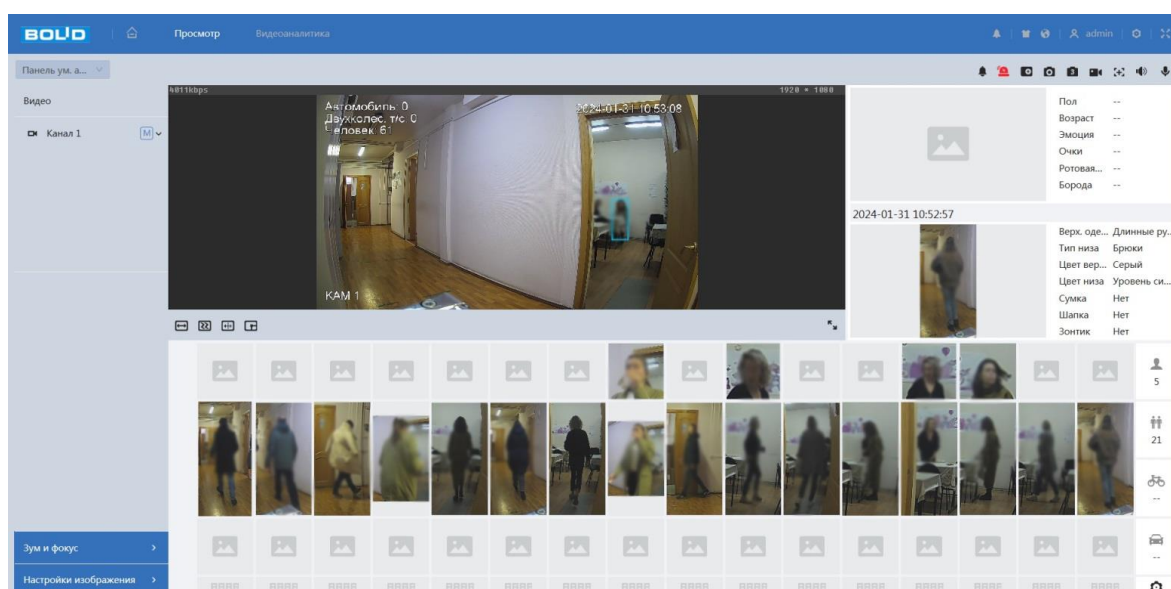 BOLID
Просмотр
Видеоаналитика
admin
Панель ум. а...
Видео
Канал 1
M
4011kbps
1920 * 1080
Автомобиль: 0
Двухколес. т/с: 0
Человек: 61
2024-01-31 10:53:08
КАМ 1
22
Пол --
Возраст --
Эмоция --
Очки --
Ротовая... --
Борода --
2024-01-31 10:52:57
Верх. оде... Длинные ру...
Тип низа Брюки
Цвет вер... Серый
Цвет низа Уровень си...
Сумка Нет
Шапка Нет
Зонтик Нет
5
21
--
--
Зум и фокус
Настройки изображения